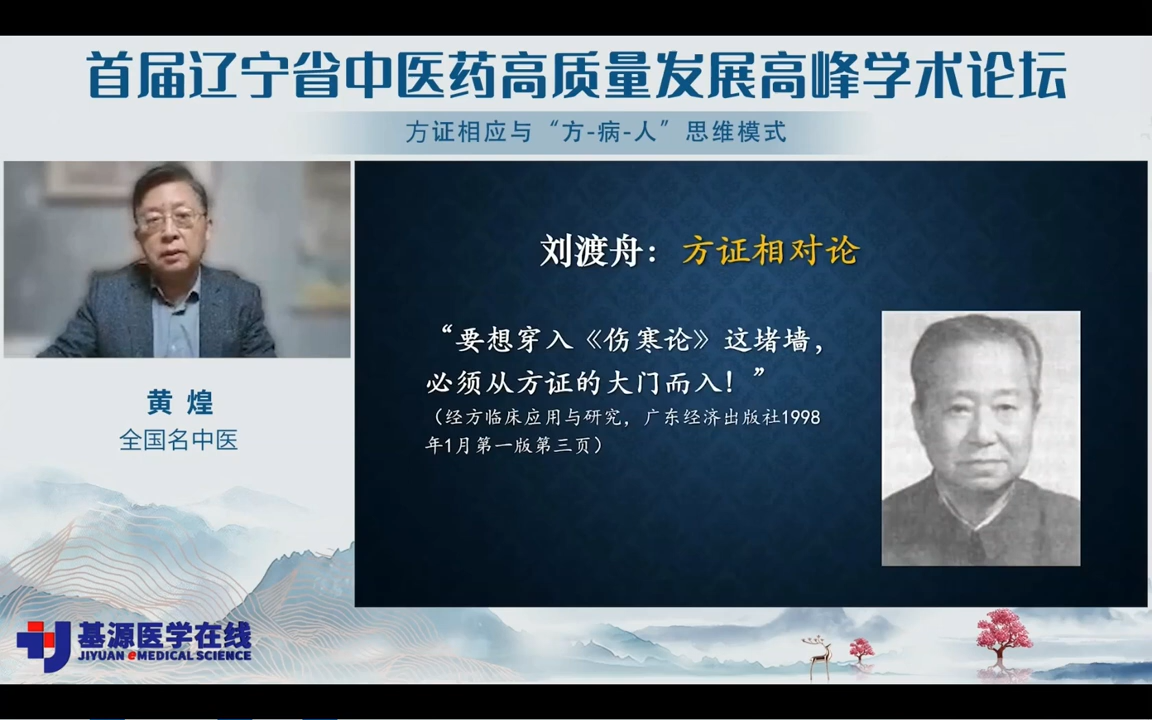 首届辽宁省中医药高质量发展高峰学术论坛
方证相应与“方-病-人”思维模式
黄 煌
全国名中医
刘渡舟：方证相对论
“要想穿入《伤寒论》这堵墙，
必须从方证的大门而入！”
（经方临床应用与研究，广东经济出版社1998
年1月第一版第三页）
基源医学在线
JIYUAN eMEDICAL SCIENCE